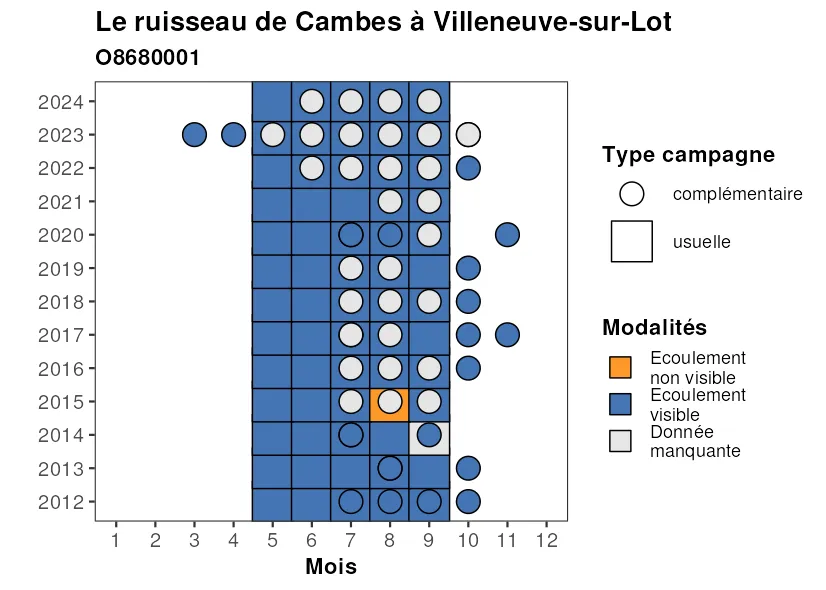 Le ruisseau de Cambes à Villeneuve-sur-Lot
O8680001
2024
2023
2022
2021
2020
2019
2018
2017
2016
2015
2014
2013
2012
1 2 3 4 5 6 7 8 9 10 11 12
Mois
Type campagne
complémentaire
usuelle
Modalités
Ecoulement
non visible
Ecoulement
visible
Donnée
manquante